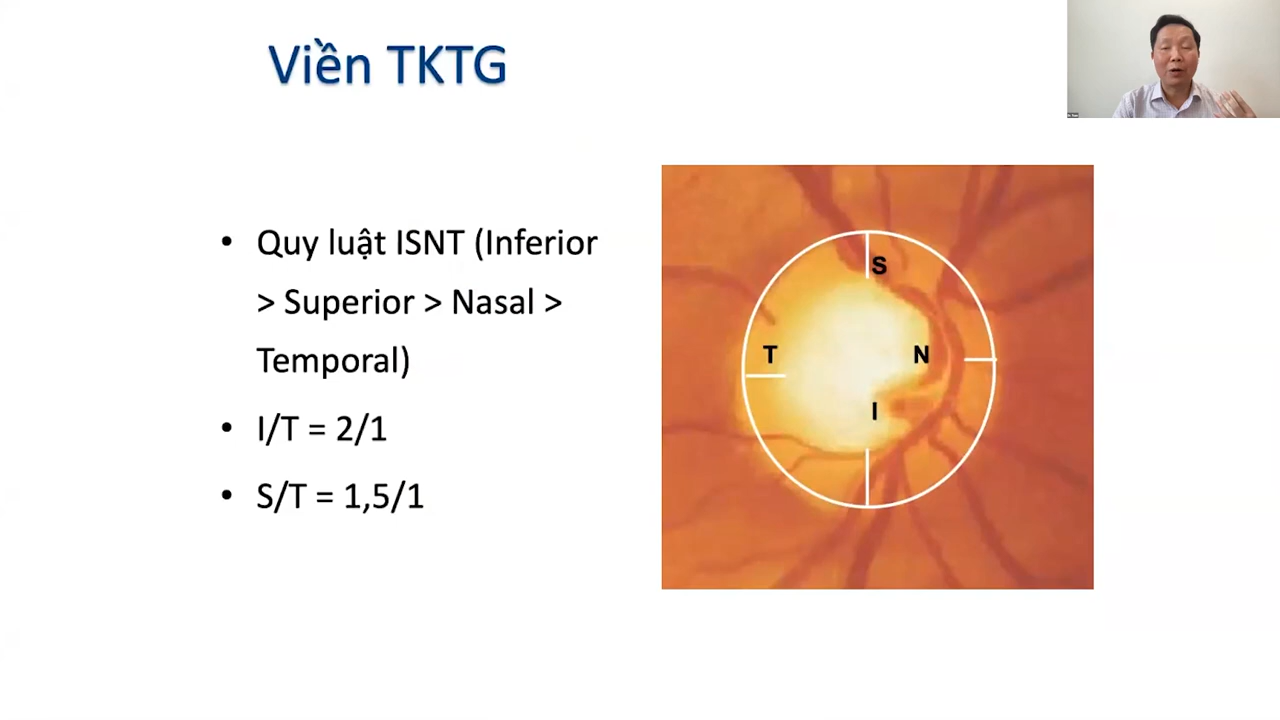 Viền TKTG
• Quy luật ISNT (Inferior
> Superior > Nasal >
Temporal)
• I/T = 2/1
• S/T = 1,5/1
S
T
N
I